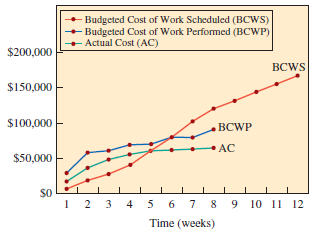 Budgeted Cost of Work Scheduled (BCWS)
Budgeted Cost of Work Performed (BCWP)
Actual Cost (AC)
$200,000
BCWS
$150,000
$100,000
BCWP
AC
$50,000
$0
1 2 3 4 5 6 7 8 9 10 11 12
Time (weeks)